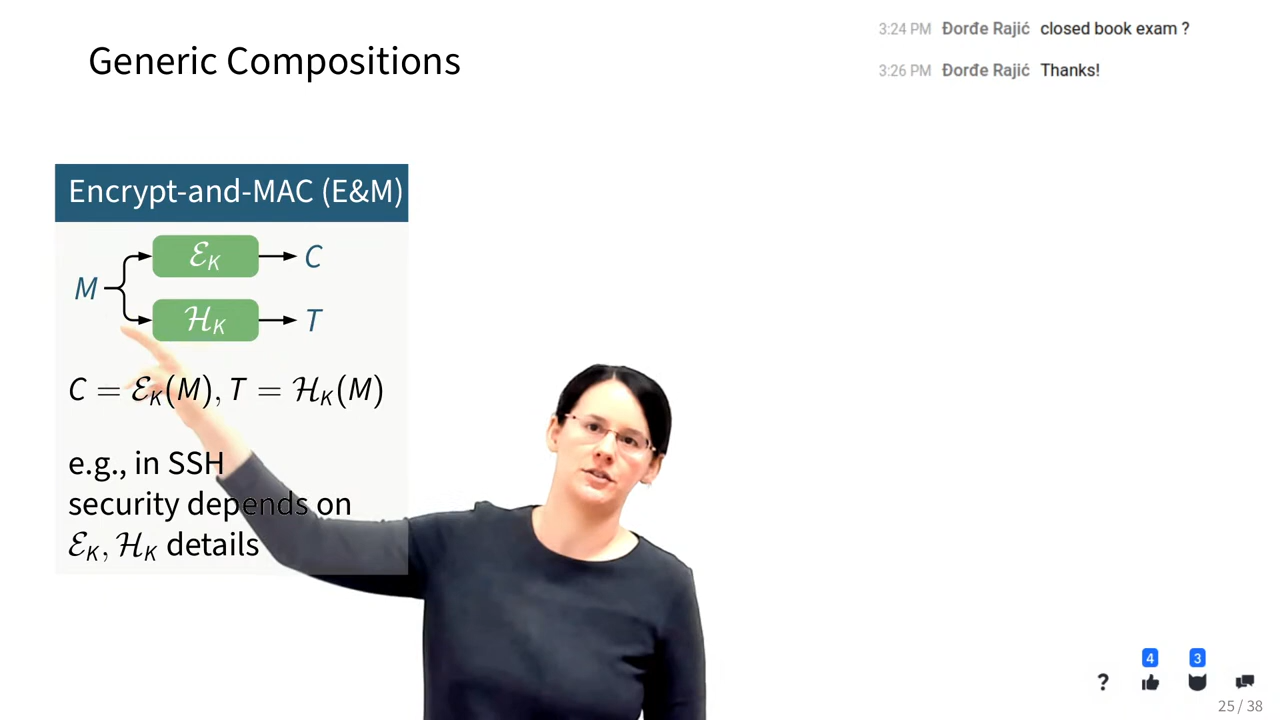 Generic Compositions
3:24 PM Đorđe Rajić closed book exam ?
3:26 PM Đorđe Rajić Thanks!
Encrypt-and-MAC (E&M)
M
ℰK
C
ℋK
T
C = ℰK(M), T = ℋK(M)
e.g., in SSH
security depends on
ℰK, ℋK details
4 3
?
25 / 38